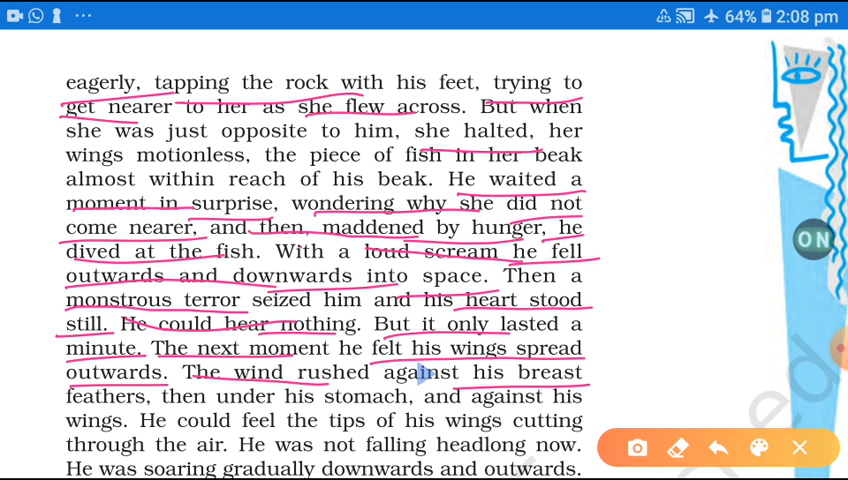 64% 2:08 pm
eagerly, tapping the rock with his feet, trying to
get nearer to her as she flew across. But when
she was just opposite to him, she halted, her
wings motionless, the piece of fish in her beak
almost within reach of his beak. He waited a
moment in surprise, wondering why she did not
come nearer, and then, maddened by hunger, he
dived at the fish. With a loud scream he fell
outwards and downwards into space. Then a
monstrous terror seized him and his heart stood
still. He could hear nothing. But it only lasted a
minute. The next moment he felt his wings spread
outwards. The wind rushed against his breast
feathers, then under his stomach, and against his
wings. He could feel the tips of his wings cutting
through the air. He was not falling headlong now.
He was soaring gradually downwards and outwards.
ON
ed